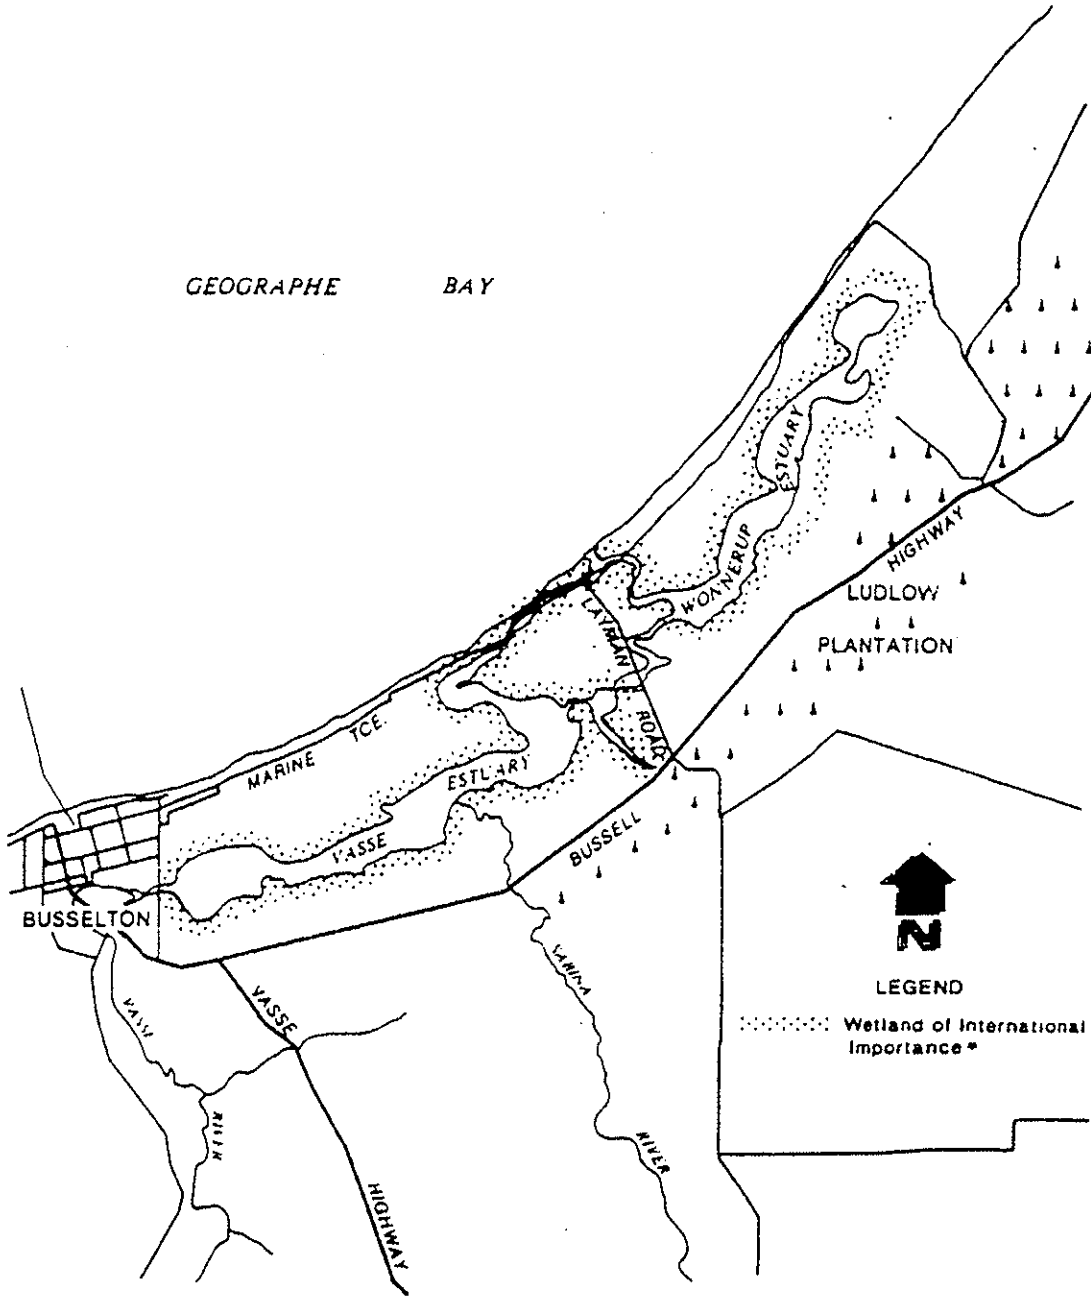 GEOGRAPHE BAY
ESTUARY
WONNERUP
HIGHWAY
LUDLOW
PLANTATION
LAYMAN
ROAD
MARINE TCE.
ESTUARY
VASSE
BUSSELL
BUSSELTON
N
LEGEND
Wetland of International
Importance*
VASSE
RIVER
VASSE
HIGHWAY
RIVER